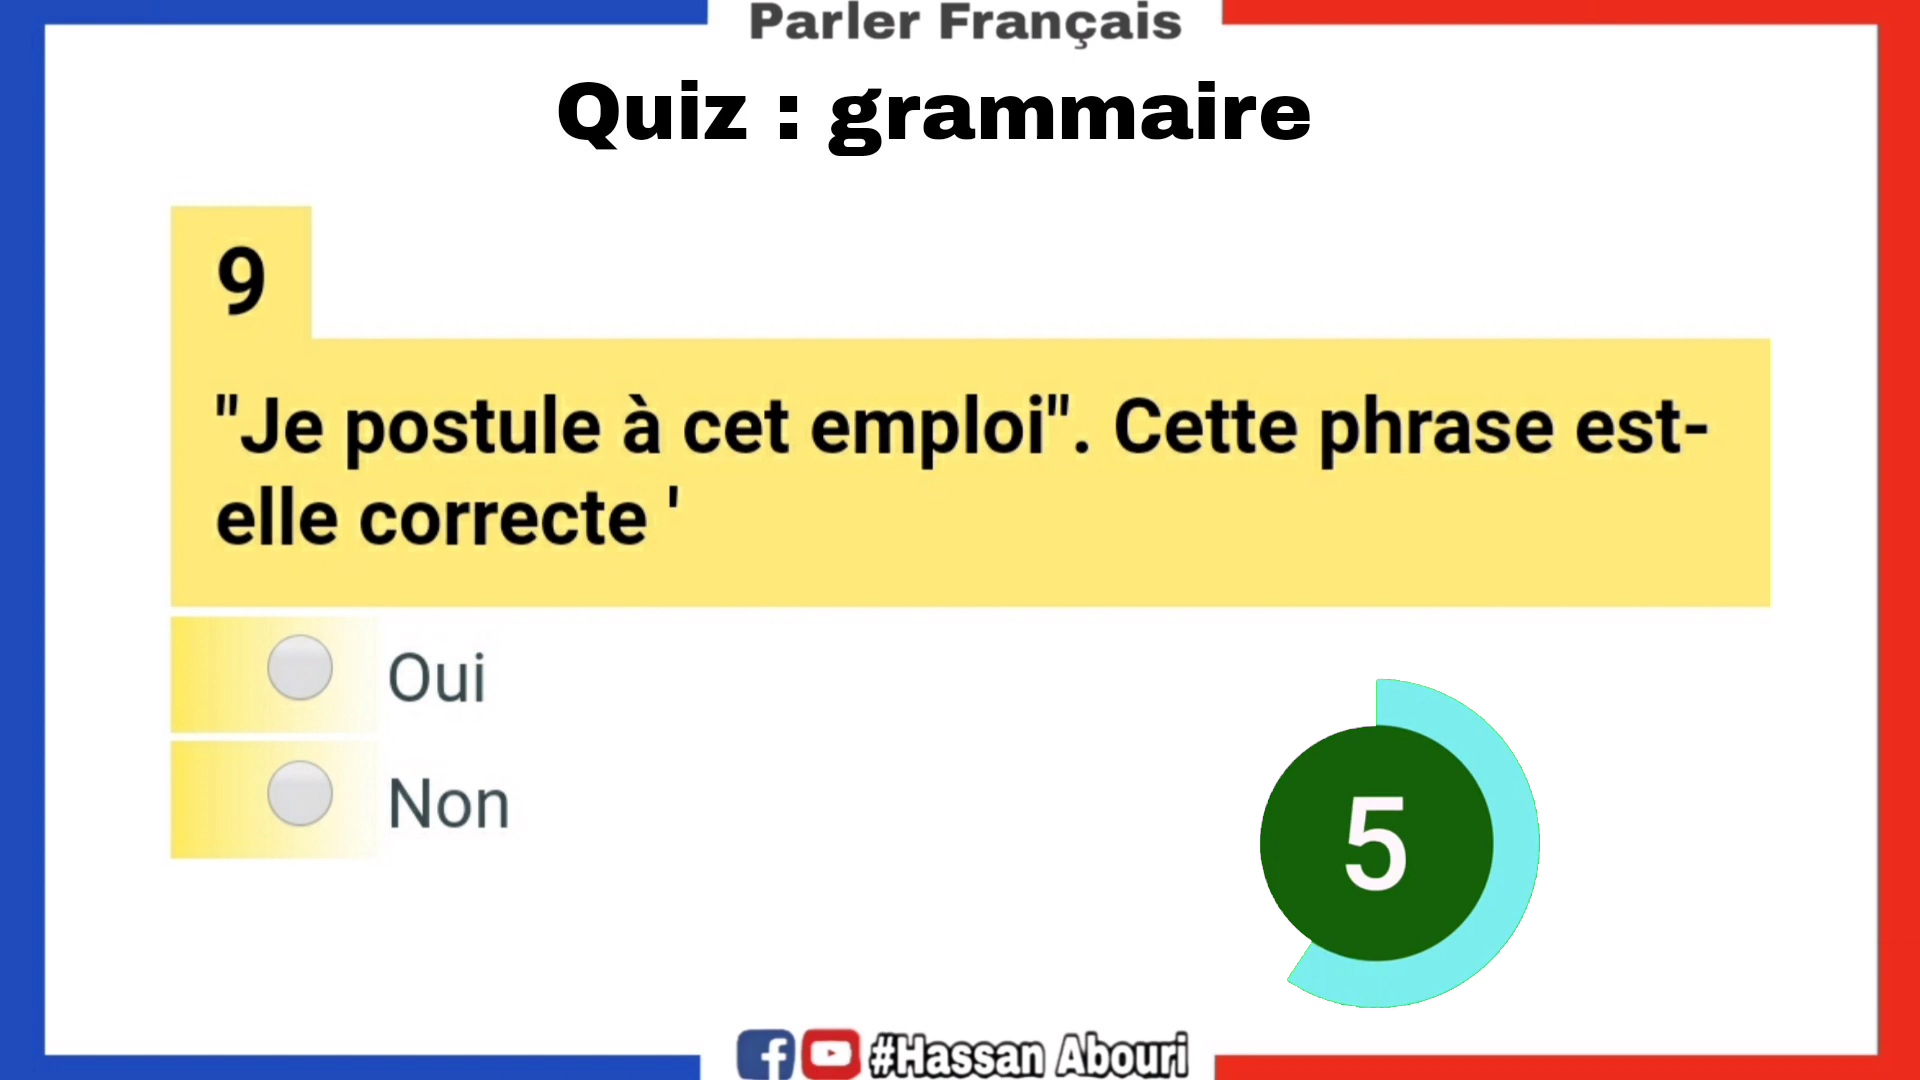 Parler Français
Quiz : grammaire
9
"Je postule à cet emploi". Cette phrase est-
elle correcte '
Oui
Non
5
#Hassan Abouri